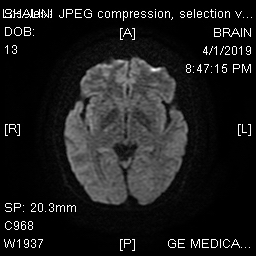 JPEG compression, selection v...
DOB:
[A]
BRAIN
13
4/1/2019
8:47:15 PM
[R]
[L]
SP: 20.3mm
C968
W1937
[P]
GE MEDICA...